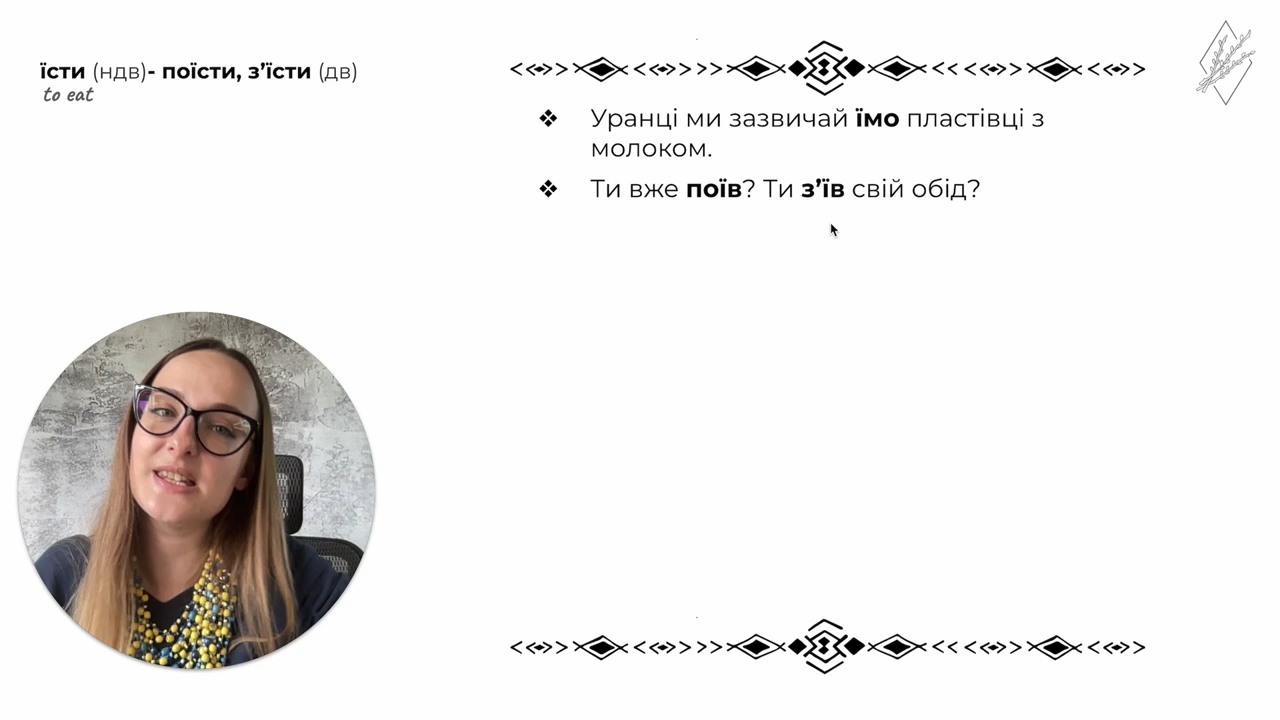 їсти (ндв)- поїсти, з’їсти (дв)
to eat
❖ Уранці ми зазвичай їмо пластівці з
молоком.
❖ Ти вже поїв? Ти з’їв свій обід?